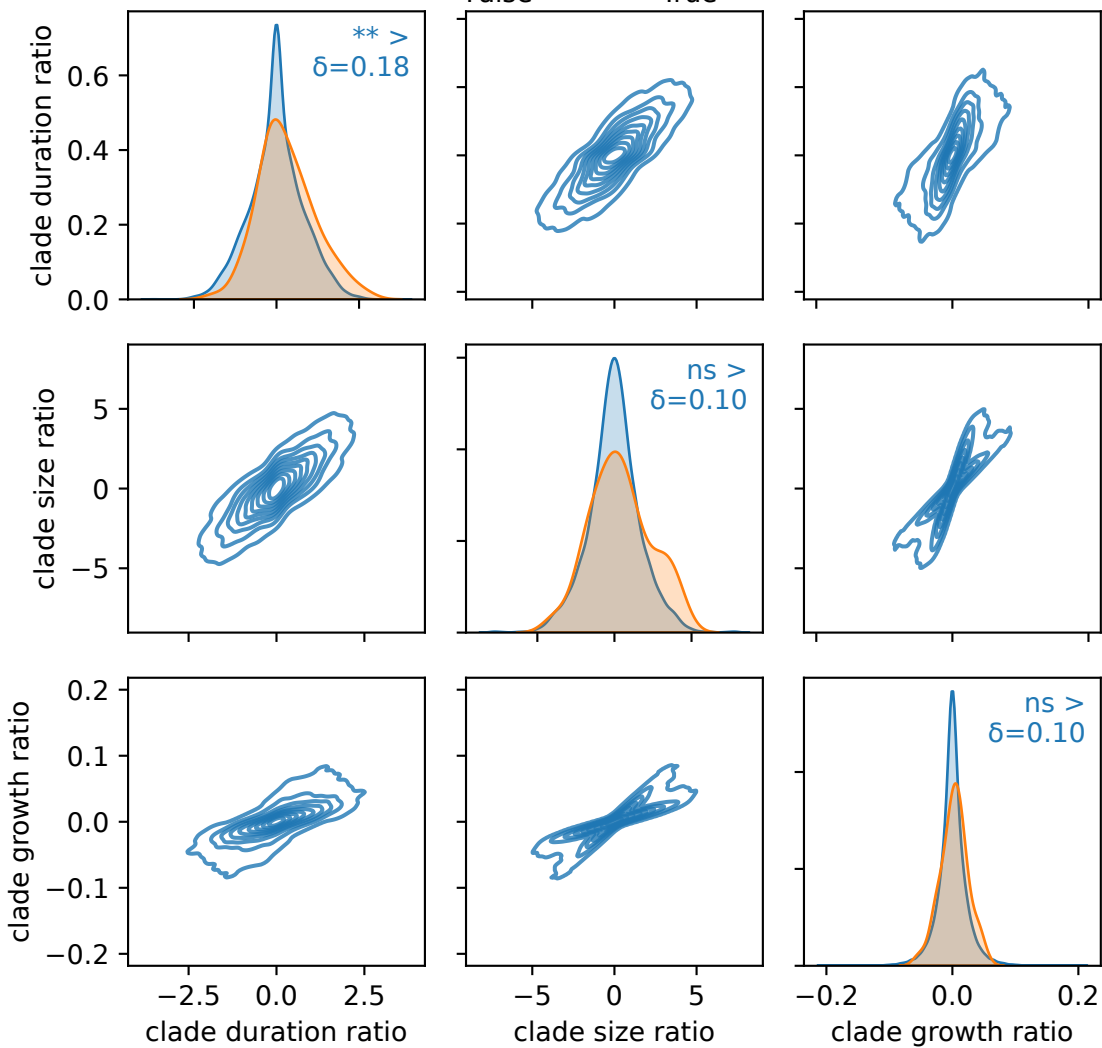 False True
clade duration ratio
0.6
0.4
0.2
0.0
** >
δ=0.18
clade size ratio
5
0
−5
ns >
δ=0.10
clade growth ratio
0.2
0.1
0.0
−0.1
−0.2
ns >
δ=0.10
−2.5 0.0 2.5
−5 0 5
−0.2 0.0 0.2
clade duration ratio
clade size ratio
clade growth ratio